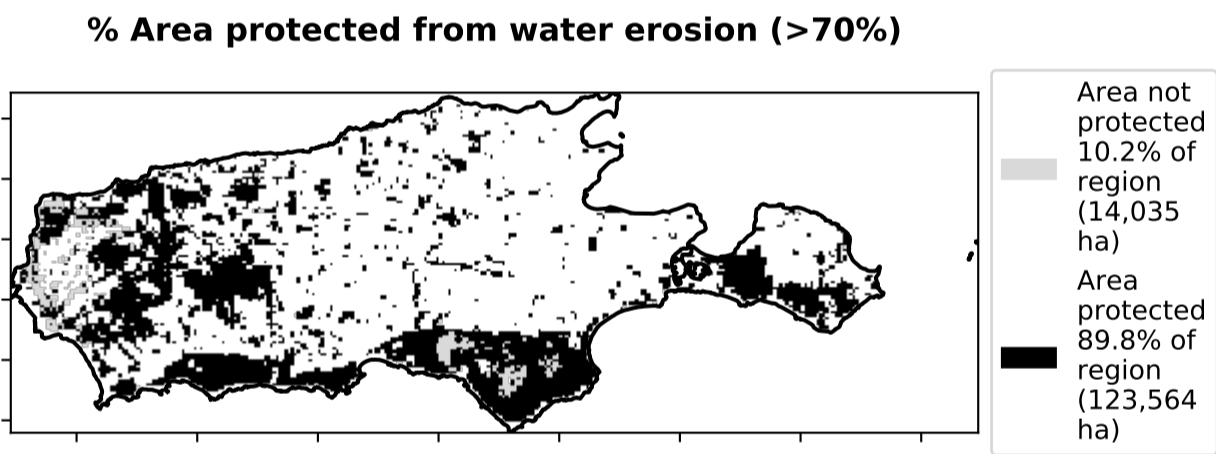 % Area protected from water erosion (>70%)
Area not
protected
10.2% of
region
(14,035
ha)
Area
protected
89.8% of
region
(123,564
ha)